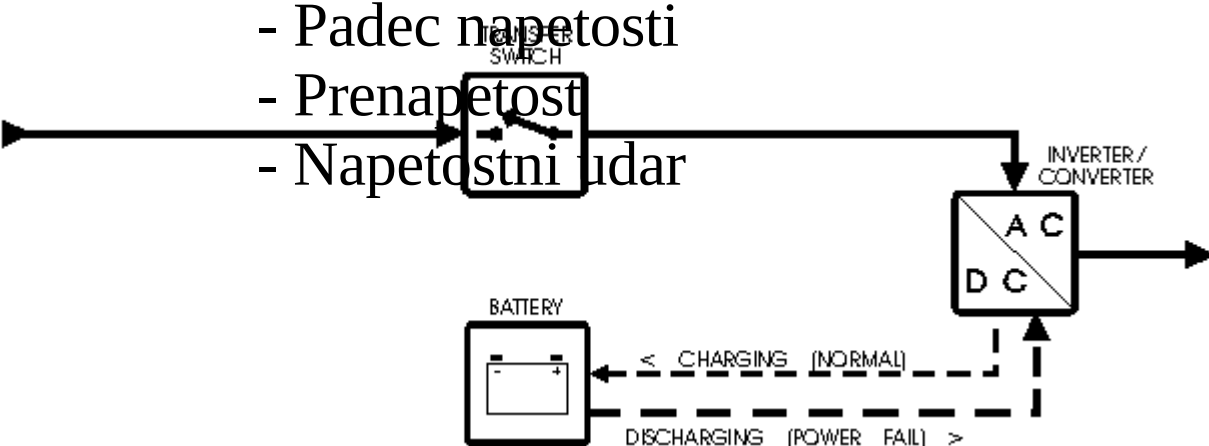 - Padec napetosti
TRANSFER
SWITCH
- Prenapetost
- Napetostni udar
INVERTER/
CONVERTER
A C
D C
BATTERY
- +
< CHARGING (NORMAL)
DISCHARGING (POWER FAIL) >